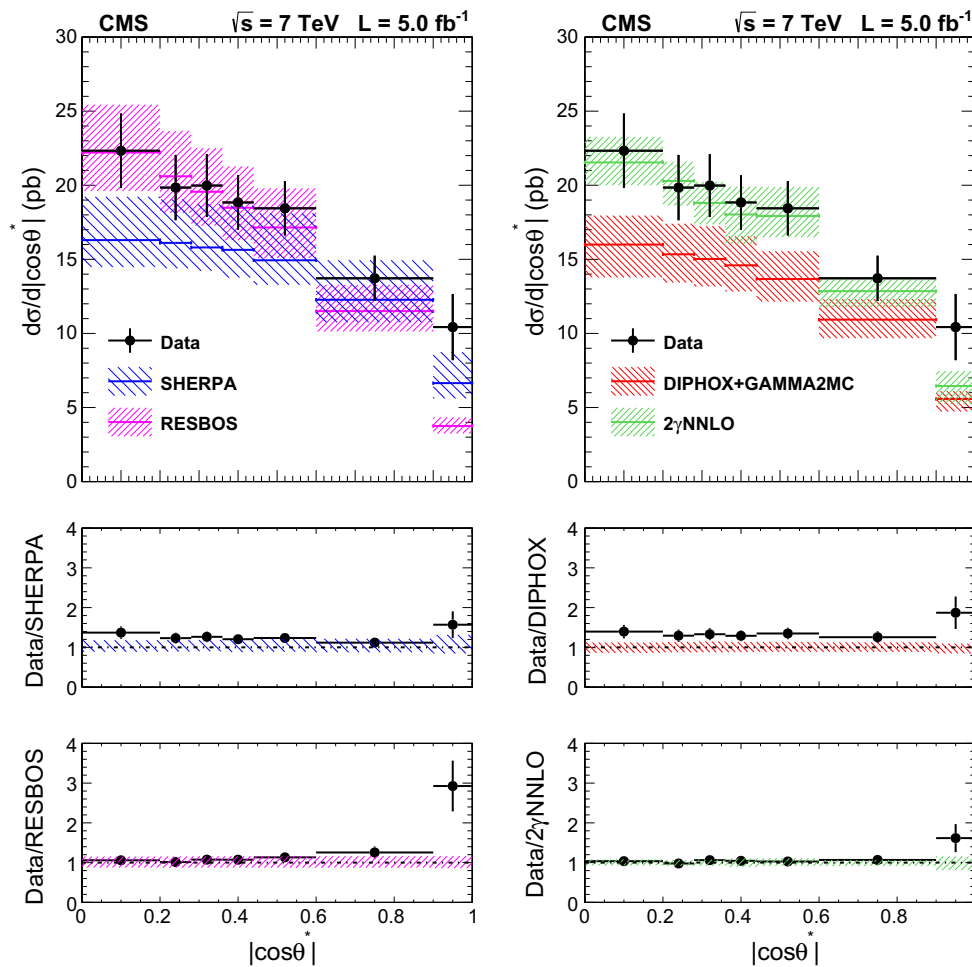 CMS √s = 7 TeV L = 5.0 fb⁻¹
dσ/d|cosθ*| (pb)
30
25
20
15
10
5
0
Data
SHERPA
RESBOS
Data/SHERPA
4
3
2
1
0
Data/RESBOS
4
3
2
1
0
0 0.2 0.4 0.6 0.8 1
|cosθ*|
CMS √s = 7 TeV L = 5.0 fb⁻¹
dσ/d|cosθ*| (pb)
30
25
20
15
10
5
0
Data
DIPHOX+GAMMA2MC
2γNNLO
Data/DIPHOX
4
3
2
1
0
Data/2γNNLO
4
3
2
1
0
0 0.2 0.4 0.6 0.8
|cosθ*|